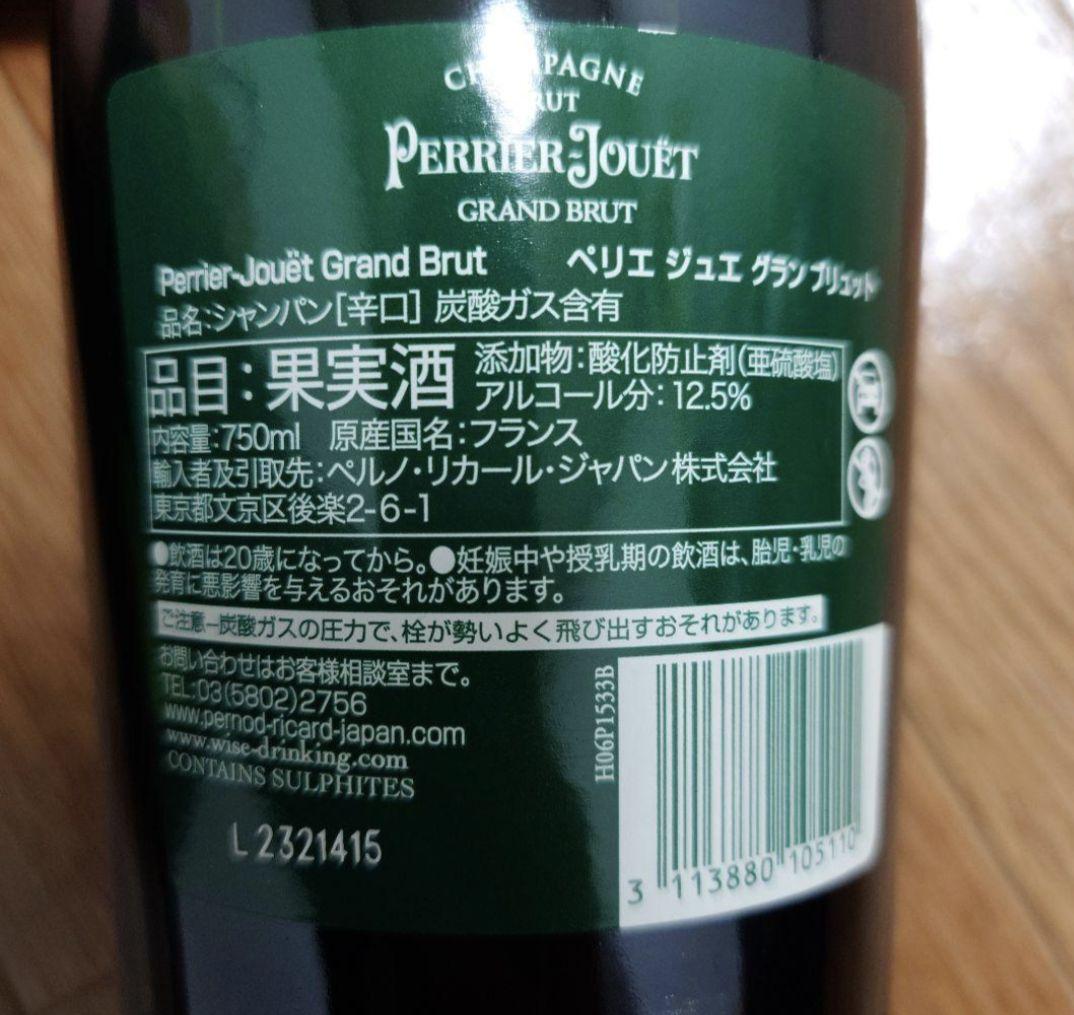 CHAMPAGNE
BRUT
PERRIER-JOUËT
GRAND BRUT
Perrier-Jouët Grand Brut ペリエ ジュエ グラン ブリュット
品名:シャンパン[辛口] 炭酸ガス含有
品目:果実酒 添加物:酸化防止剤(亜硫酸塩)
アルコール分:12.5%
内容量:750ml 原産国名:フランス
輸入者及引取先:ペルノ・リカール・ジャパン株式会社
東京都文京区後楽2-6-1
●飲酒は20歳になってから。●妊娠中や授乳期の飲酒は、胎児・乳児の
発育に悪影響を与えるおそれがあります。
ご注意―炭酸ガスの圧力で、栓が勢いよく飛び出すおそれがあります。
お問い合わせはお客様相談室まで。
TEL:03(5802)2756
www.pernod-ricard-japan.com
www.wise-drinking.com
CONTAINS SULPHITES
H06P1533B
L2321415
3 113880 105110